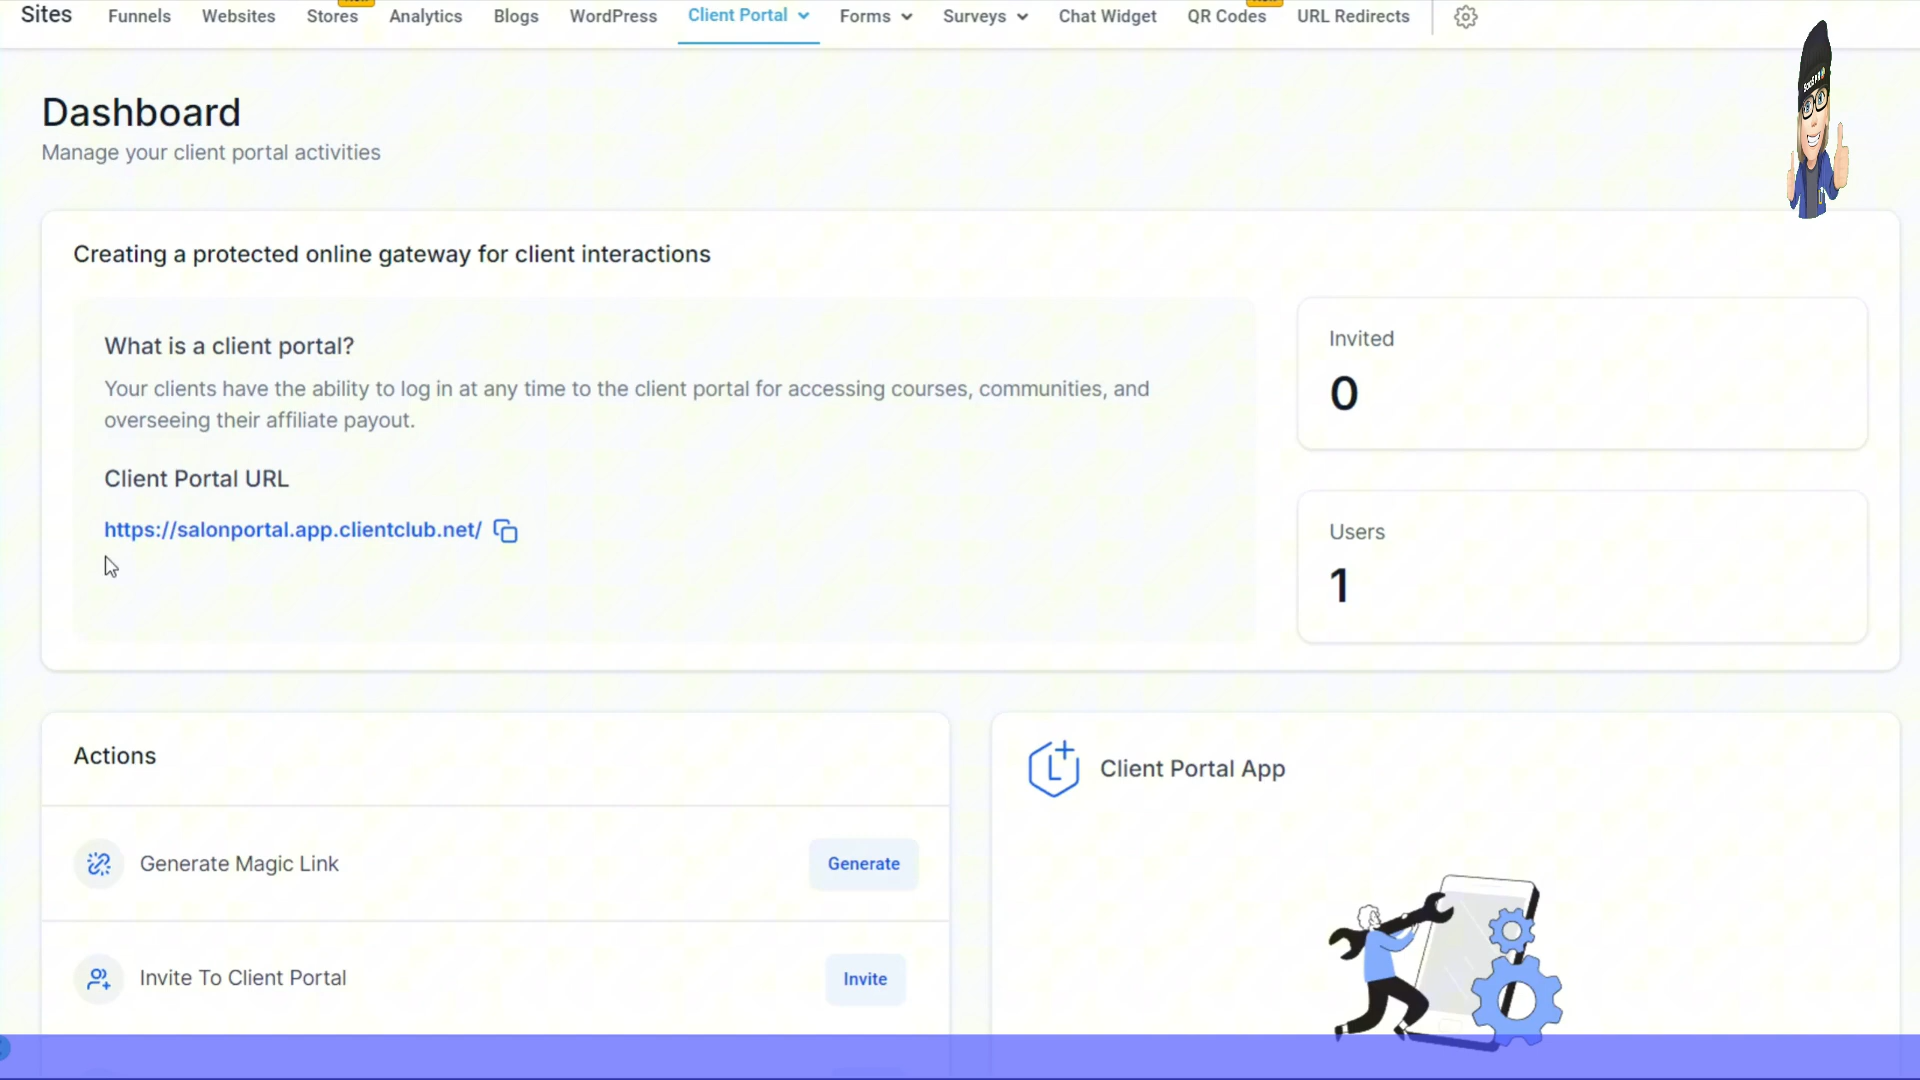 Sites Funnels Websites Stores Analytics Blogs WordPress Client Portal Forms Surveys Chat Widget QR Codes URL Redirects
Dashboard
Manage your client portal activities
Creating a protected online gateway for client interactions
What is a client portal?
Your clients have the ability to log in at any time to the client portal for accessing courses, communities, and
overseeing their affiliate payout.
Client Portal URL
https://salonportal.app.clientclub.net/
Invited
0
Users
1
Actions
Generate Magic Link Generate
Invite To Client Portal Invite
Client Portal App